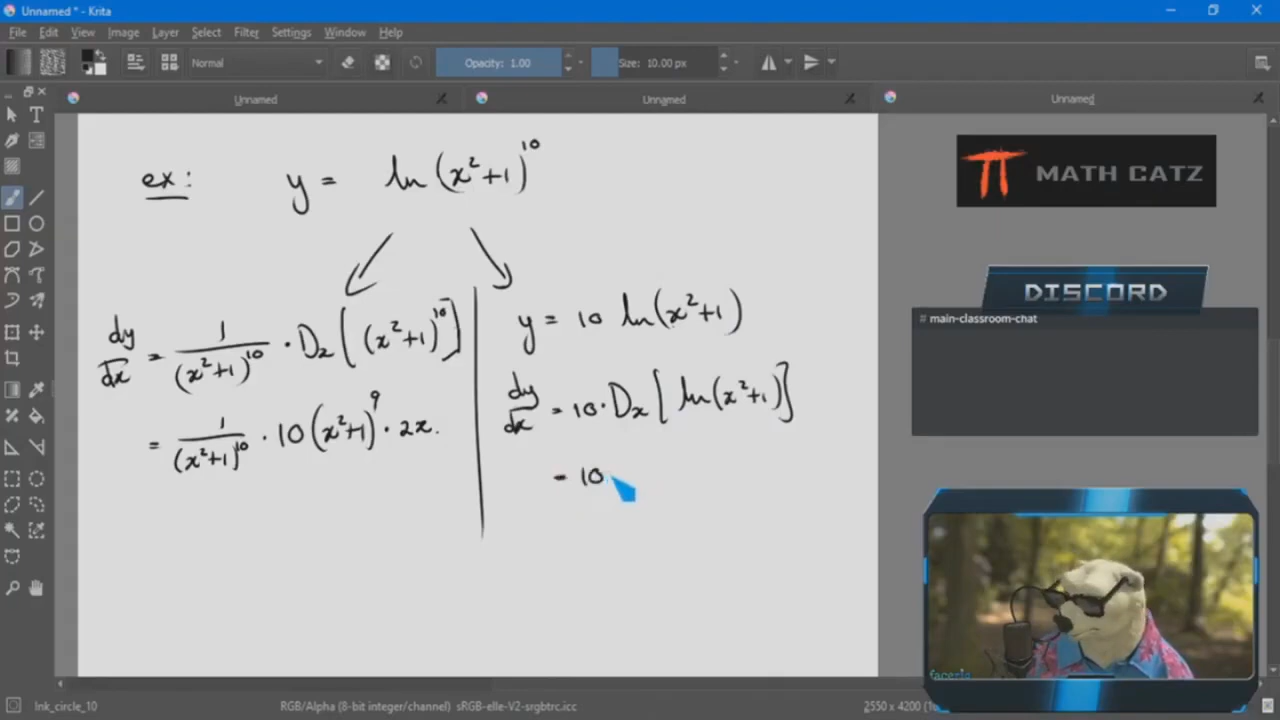 Unnamed * - Krita
File Edit View Image Layer Select Filter Settings Window Help
Normal Opacity: 1.00 Size: 10.00 px
Unnamed Unnamed Unnamed
ex: y = ln(x²+1)^10
dy/dx = 1/(x²+1)^10 · Dx[(x²+1)^10]
= 1/(x²+1)^10 · 10(x²+1)^9 · 2x.
y = 10 ln(x²+1)
dy/dx = 10 · Dx[ln(x²+1)]
= 10
MATH CATZ
DISCORD
# main-classroom-chat
facerig
Ink_circle_10 RGB/Alpha (8-bit integer/channel) sRGB-elle-V2-srgbtrc.icc 2550 x 4200